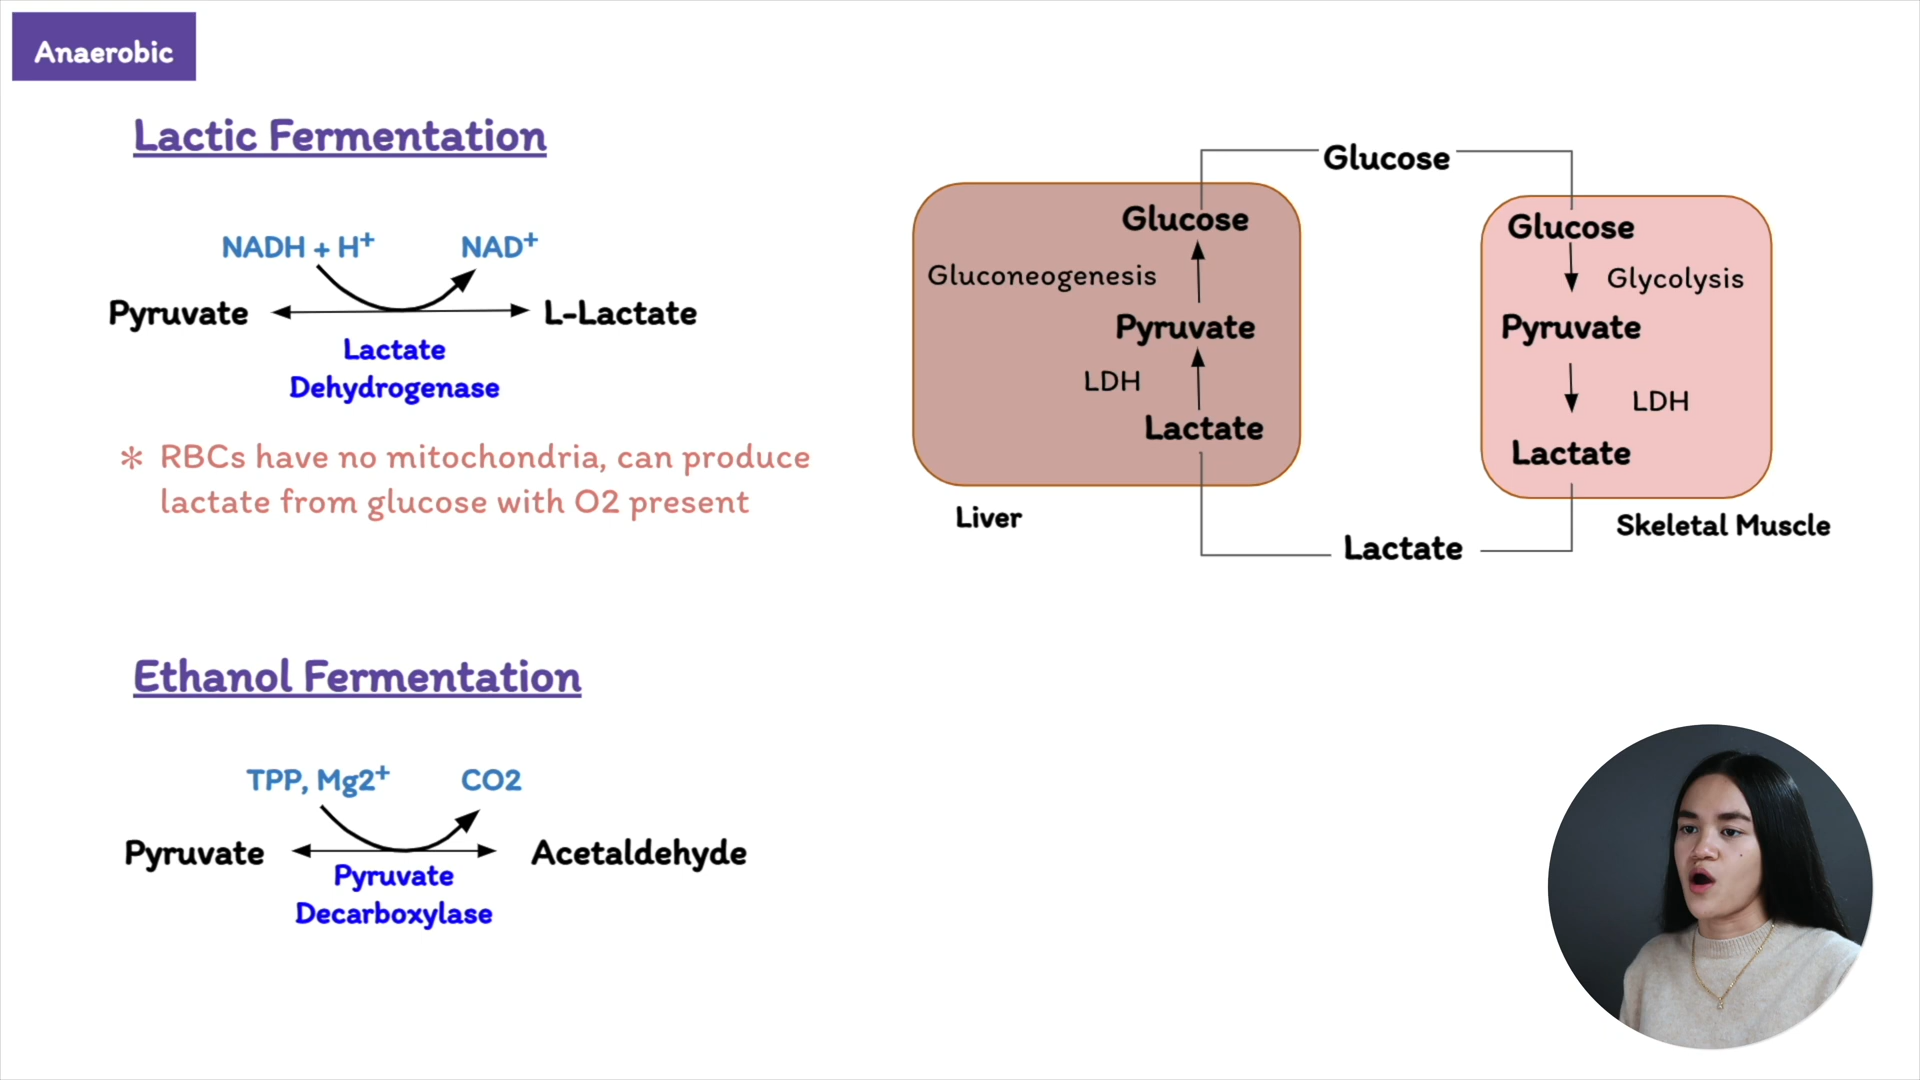 Anaerobic
Lactic Fermentation
NADH + H⁺
NAD⁺
Pyruvate
L-Lactate
Lactate
Dehydrogenase
* RBCs have no mitochondria, can produce
lactate from glucose with O2 present
Ethanol Fermentation
TPP, Mg2⁺
CO2
Pyruvate
Acetaldehyde
Pyruvate
Decarboxylase
Glucose
Glucose
Gluconeogenesis
Pyruvate
LDH
Lactate
Liver
Glucose
Glycolysis
Pyruvate
LDH
Lactate
Skeletal Muscle
Lactate